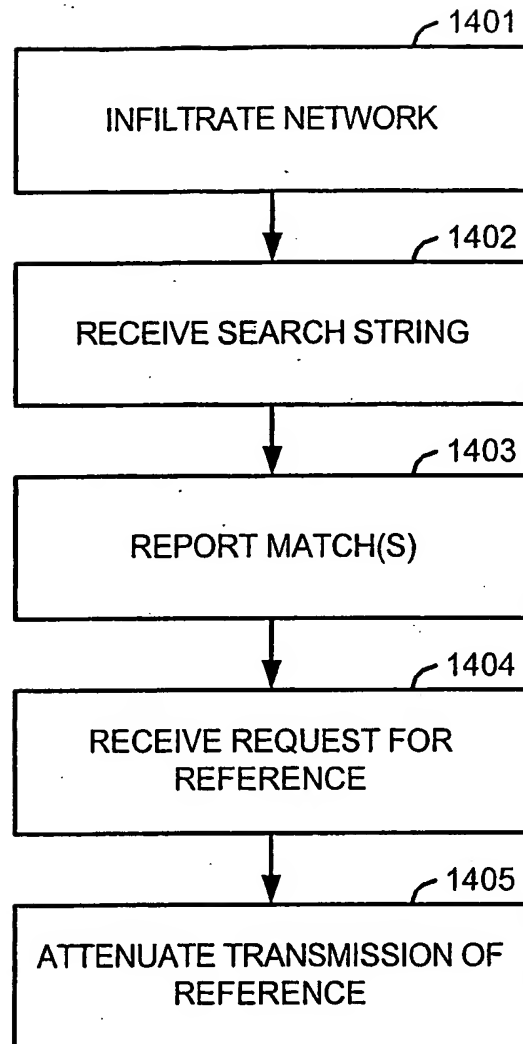 1401
INFILTRATE NETWORK
1402
RECEIVE SEARCH STRING
1403
REPORT MATCH(S)
1404
RECEIVE REQUEST FOR
REFERENCE
1405
ATTENUATE TRANSMISSION OF
REFERENCE